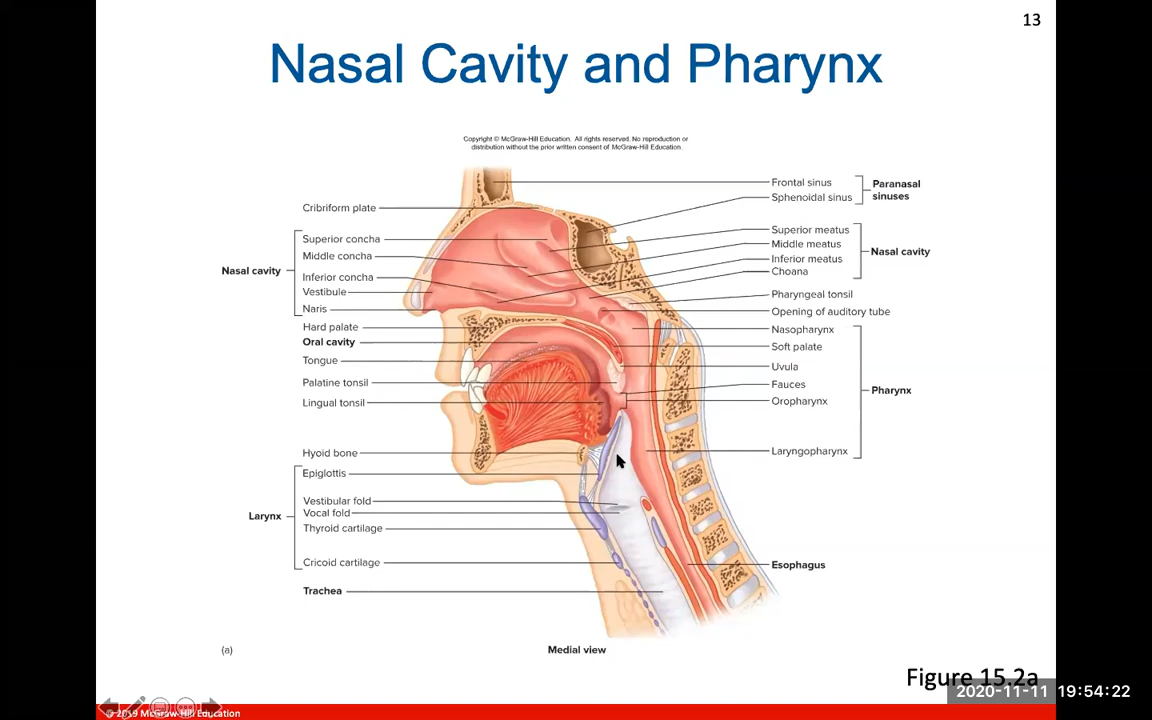 13
Nasal Cavity and Pharynx
Copyright © McGraw-Hill Education. All rights reserved. No reproduction or
distribution without the prior written consent of McGraw-Hill Education.
Cribriform plate
Nasal cavity
Superior concha
Middle concha
Inferior concha
Vestibule
Naris
Hard palate
Oral cavity
Tongue
Palatine tonsil
Lingual tonsil
Hyoid bone
Larynx
Epiglottis
Vestibular fold
Vocal fold
Thyroid cartilage
Cricoid cartilage
Trachea
Frontal sinus
Sphenoidal sinus
Paranasal
sinuses
Superior meatus
Middle meatus
Inferior meatus
Choana
Nasal cavity
Pharyngeal tonsil
Opening of auditory tube
Nasopharynx
Soft palate
Uvula
Fauces
Oropharynx
Laryngopharynx
Pharynx
Esophagus
(a)
Medial view
Figure 15.2a
2020-11-11 19:54:22
© 2019 McGraw-Hill Education